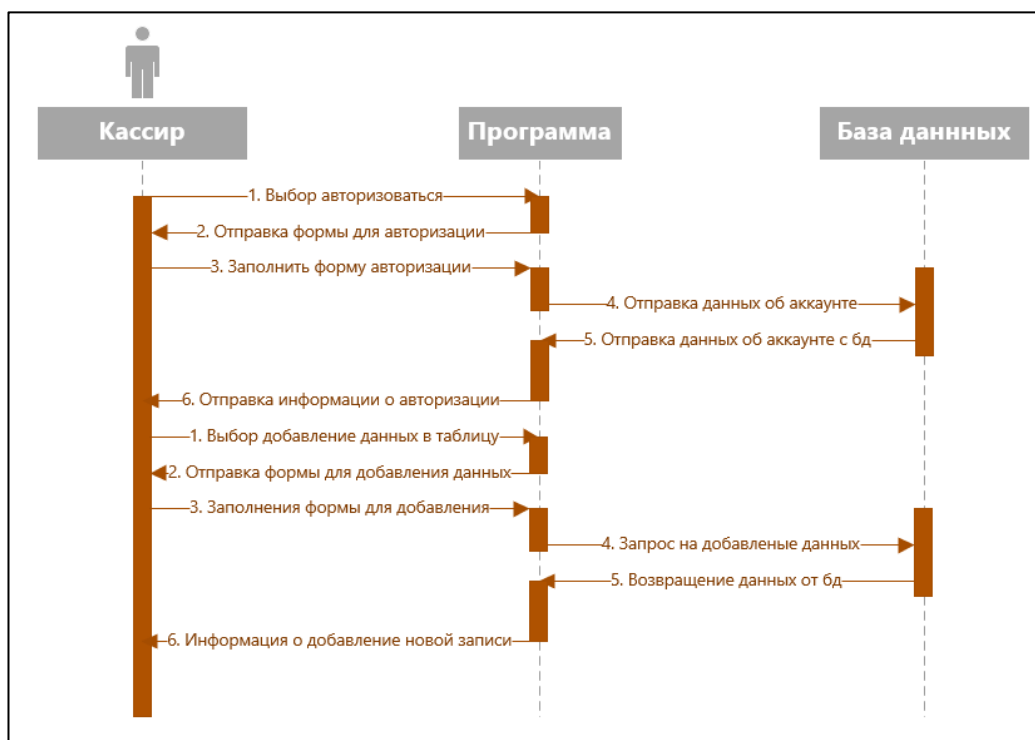 Кассир
Программа
База даннных
1. Выбор авторизоваться
2. Отправка формы для авторизации
3. Заполнить форму авторизации
4. Отправка данных об аккаунте
5. Отправка данных об аккаунте с бд
6. Отправка информации о авторизации
1. Выбор добавление данных в таблицу
2. Отправка формы для добавления данных
3. Заполнения формы для добавления
4. Запрос на добавленые данных
5. Возвращение данных от бд
6. Информация о добавление новой записи